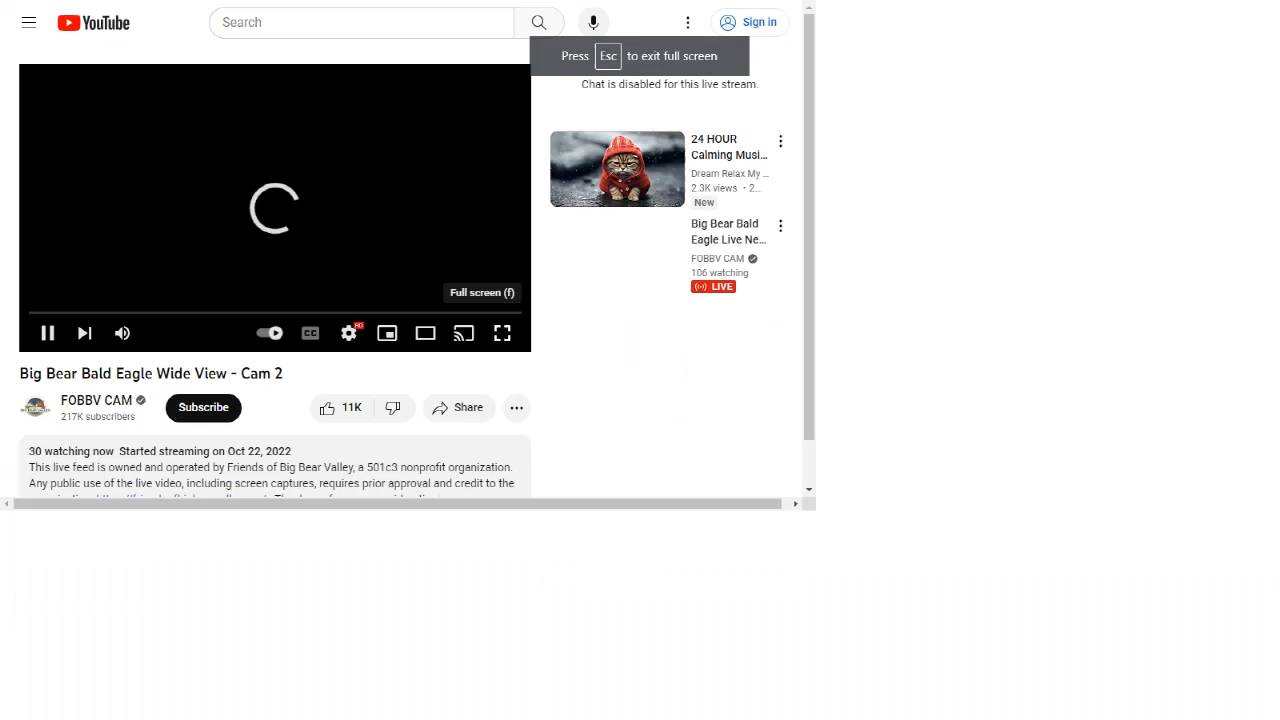 YouTube
Search
Sign in
Press Esc to exit full screen
Chat is disabled for this live stream.
24 HOUR
Calming Musi...
Dream Relax My ...
2.3K views • 2...
New
Big Bear Bald
Eagle Live Ne...
FOBBV CAM
106 watching
LIVE
Full screen (f)
CC
HD
Big Bear Bald Eagle Wide View - Cam 2
FOBBV CAM
217K subscribers
Subscribe
11K
Share
30 watching now Started streaming on Oct 22, 2022
This live feed is owned and operated by Friends of Big Bear Valley, a 501c3 nonprofit organization.
Any public use of the live video, including screen captures, requires prior approval and credit to the